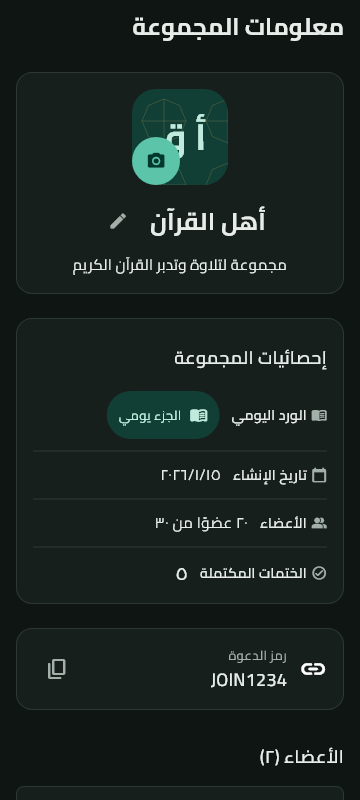 معلومات المجموعة
أ ق
أهل القرآن
مجموعة لتلاوة وتدبر القرآن الكريم
إحصائيات المجموعة
الورد اليومي الجزء يومي
تاريخ الإنشاء ٢٠٢٦/١/١٥
الأعضاء ٢٠ عضوًا من ٣٠
الختمات المكتملة ٥
رمز الدعوة
JOIN1234
الأعضاء (٢)